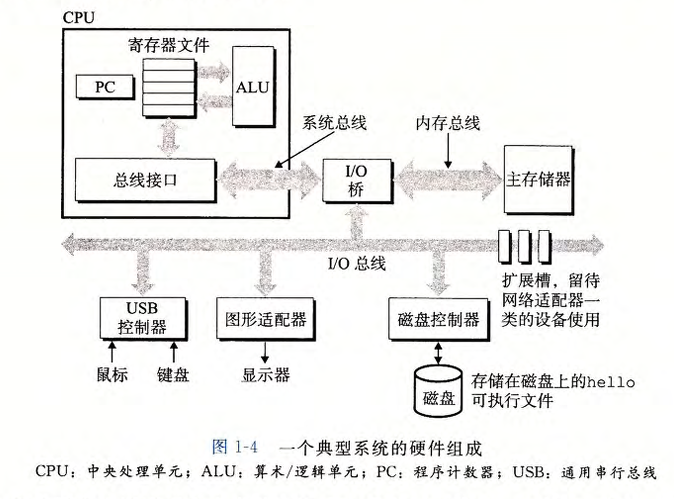 CPU
寄存器文件
PC
ALU
系统总线
内存总线
总线接口
I/O
桥
主存储器
I/O 总线
扩展槽，留待
网络适配器一
类的设备使用
USB
控制器
图形适配器
磁盘控制器
鼠标
键盘
显示器
磁盘
存储在磁盘上的hello
可执行文件
图 1-4 一个典型系统的硬件组成
CPU：中央处理单元；ALU：算术/逻辑单元；PC：程序计数器；USB：通用串行总线